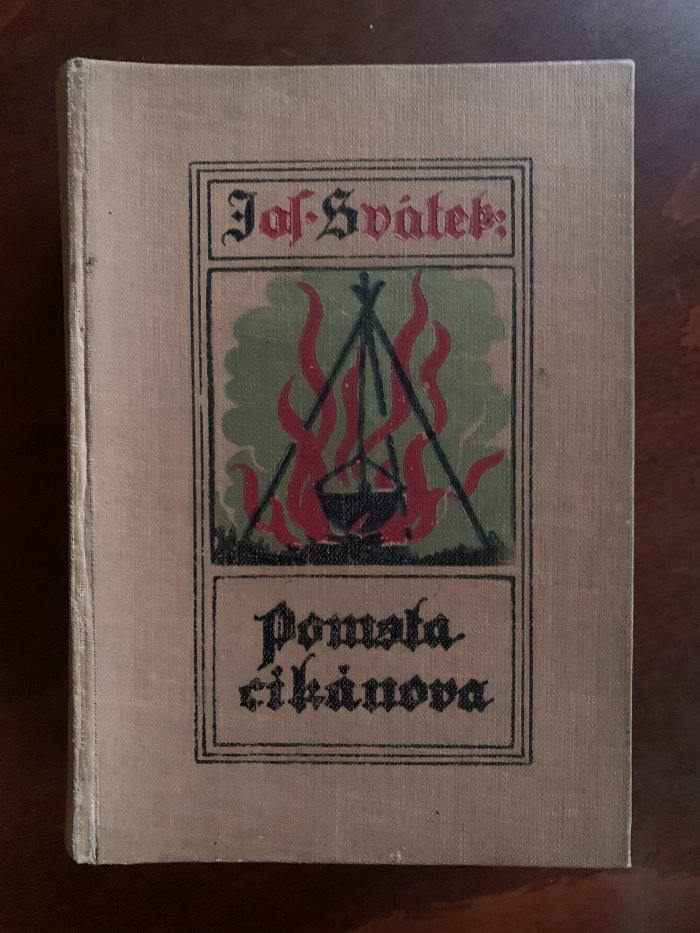 Jos. Svátek:
Pomsta
cikánova